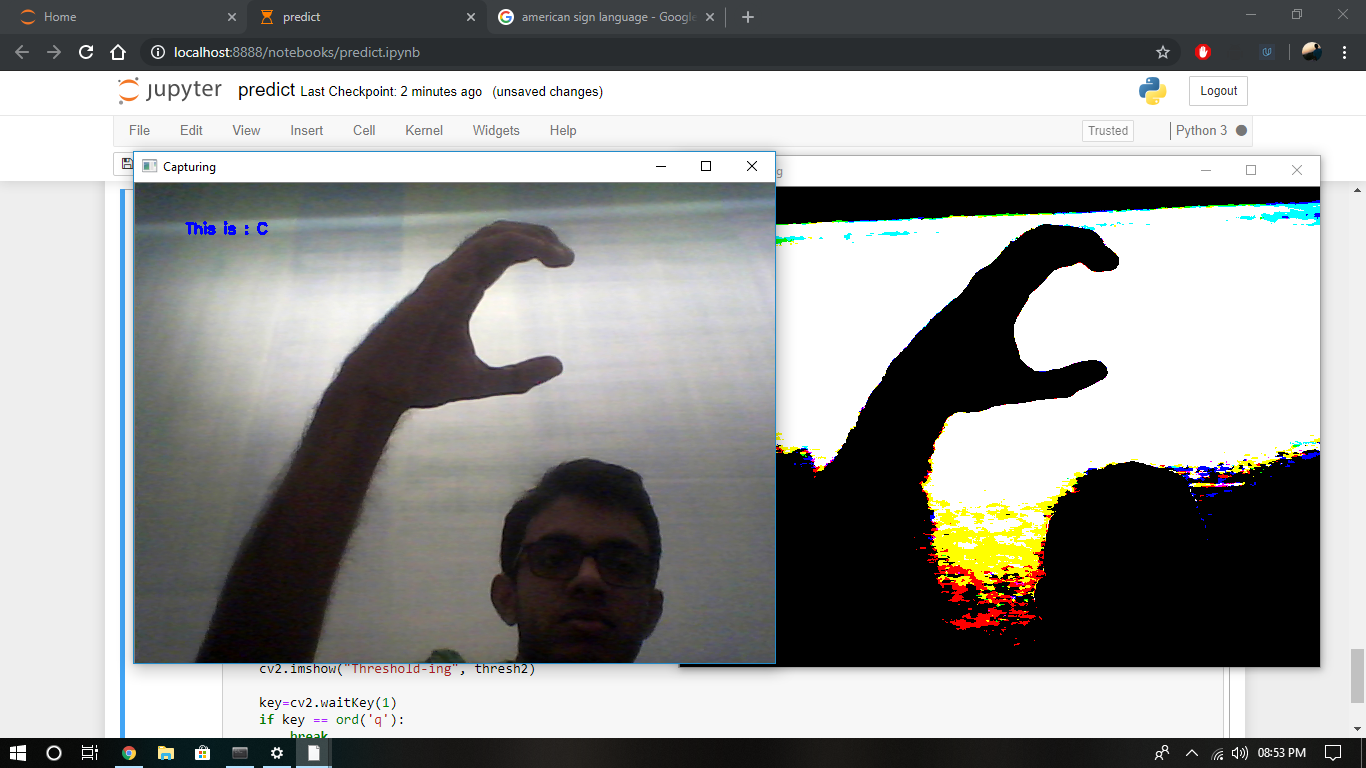 Home
predict
american sign language - Google
localhost:8888/notebooks/predict.ipynb
jupyter predict Last Checkpoint: 2 minutes ago (unsaved changes)
Logout
File Edit View Insert Cell Kernel Widgets Help
Trusted
Python 3
Capturing
g
This is : C
cv2.imshow("Threshold-ing", thresh2)
key=cv2.waitKey(1)
if key == ord('q'):
break
08:53 PM